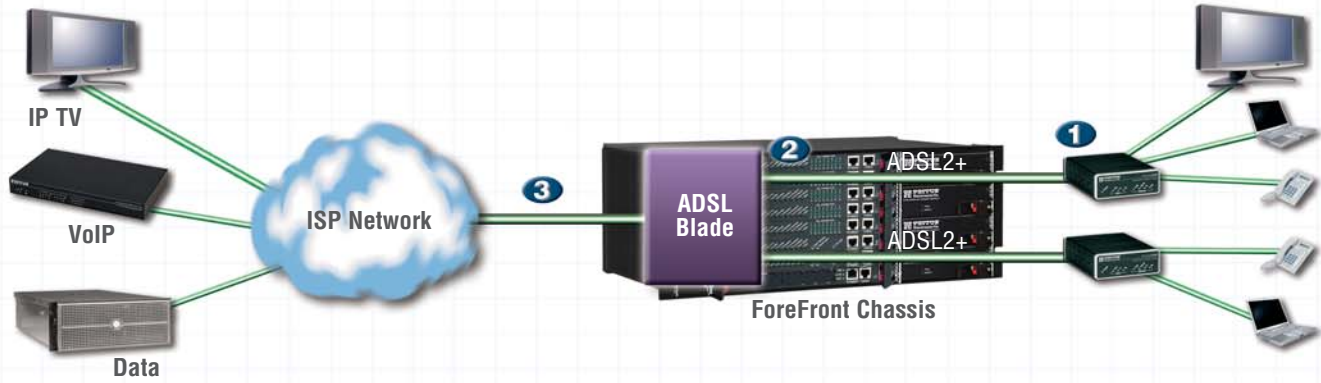 IP TV
VoIP
Data
ISP Network
3
ADSL
Blade
2
ADSL2+
ADSL2+
ForeFront Chassis
1